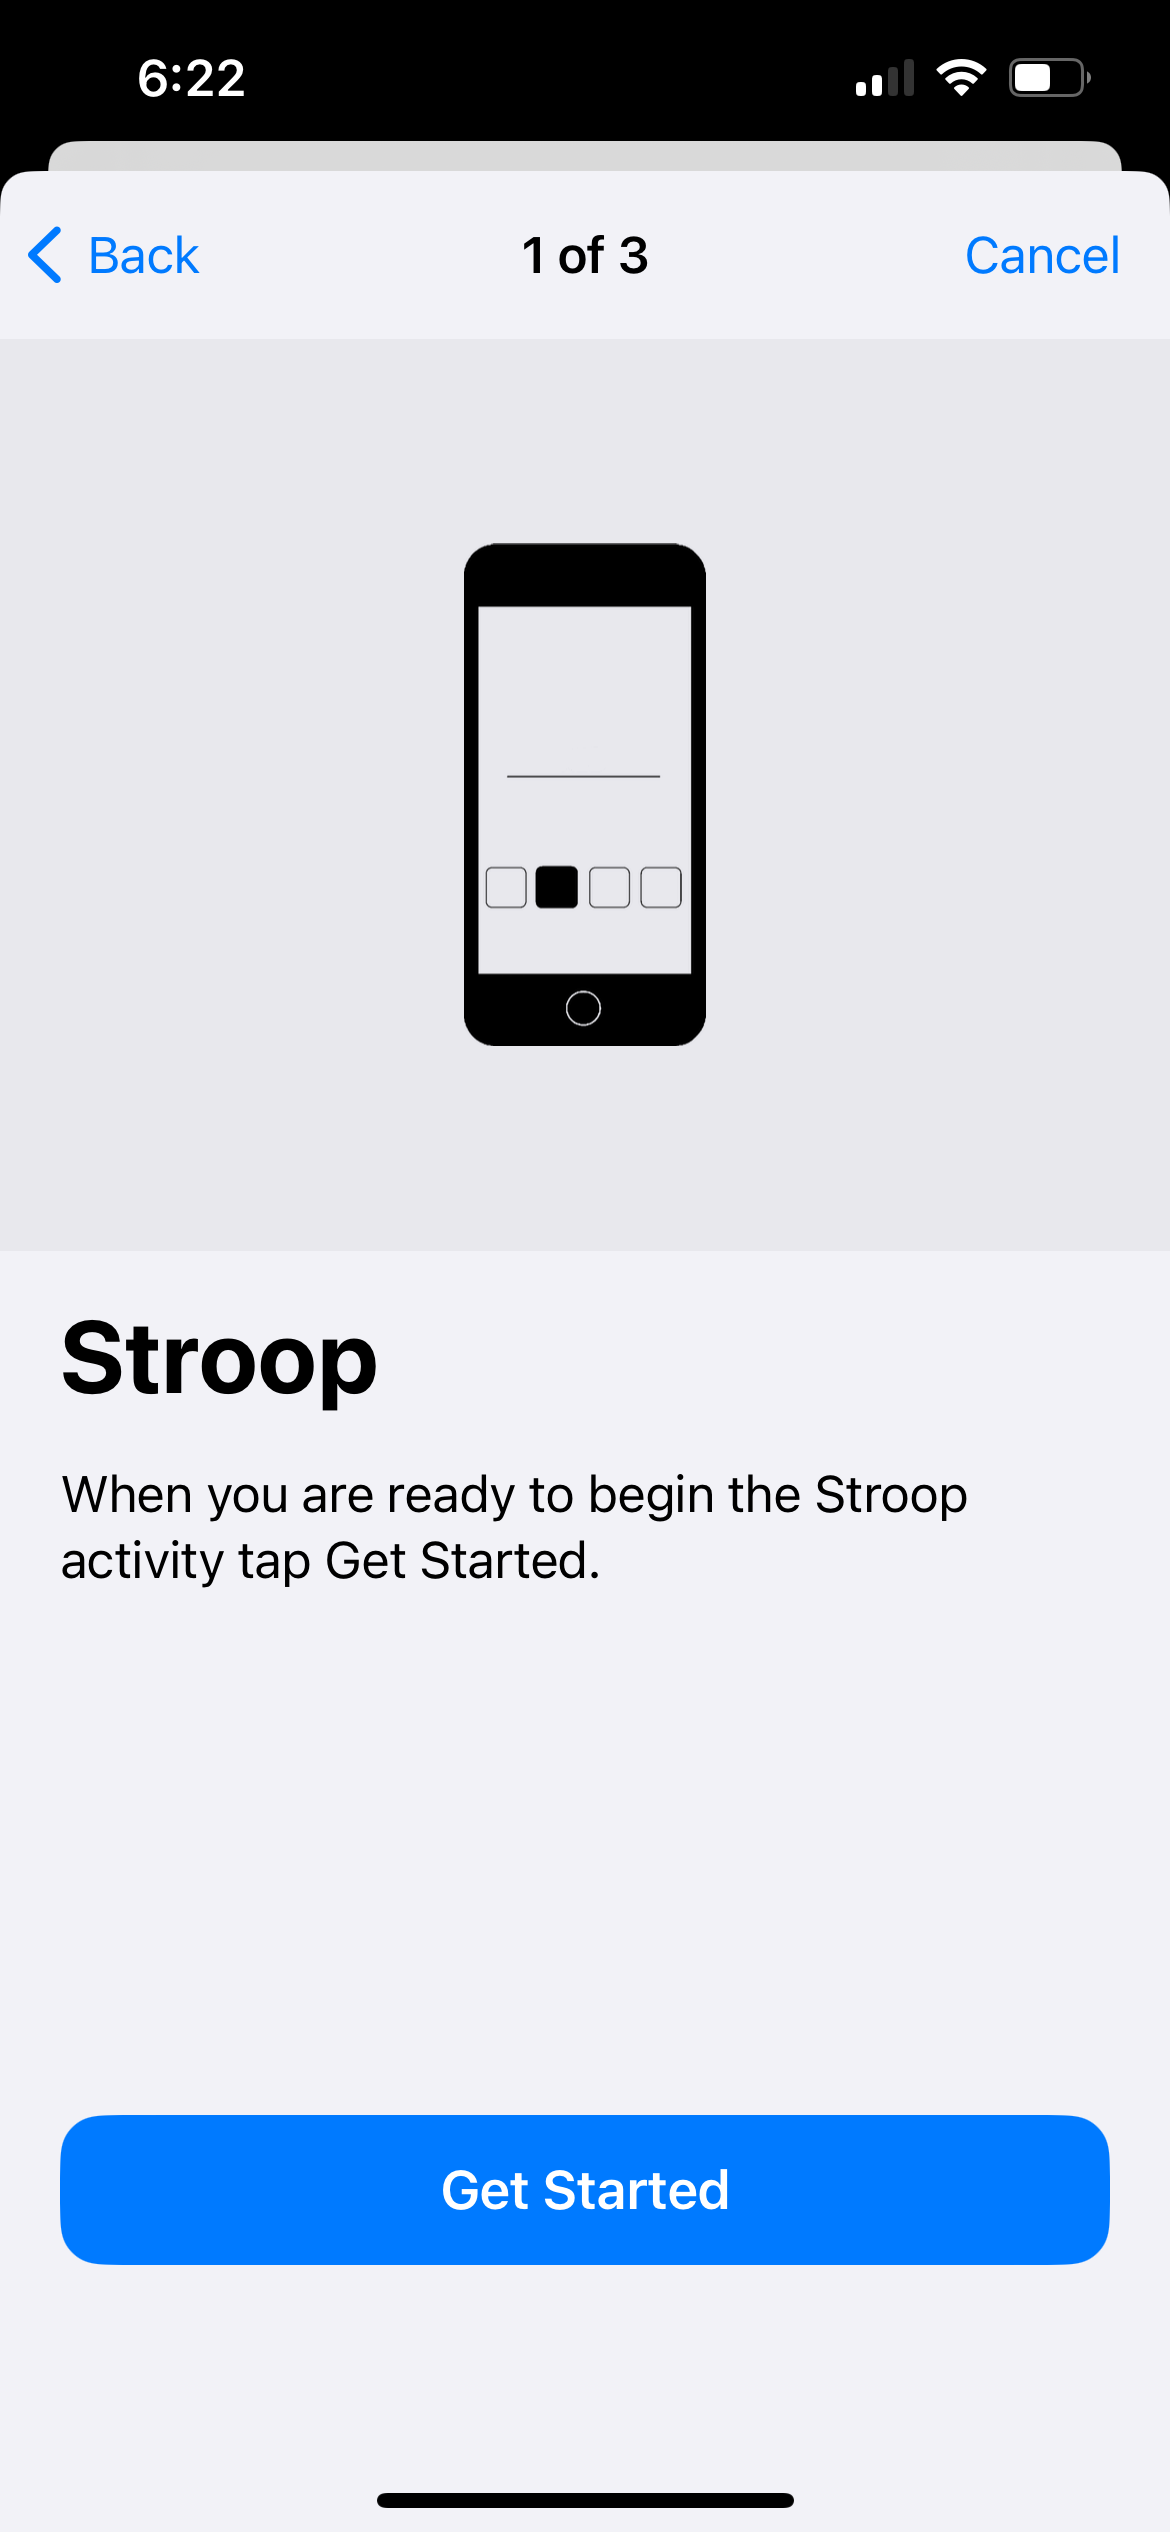 6:22
Back
1 of 3
Cancel
Stroop
When you are ready to begin the Stroop
activity tap Get Started.
Get Started